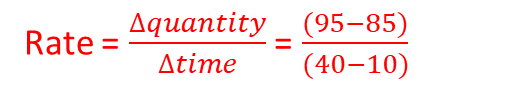 Rate = Δquantity / Δtime = (95−85) / (40−10)